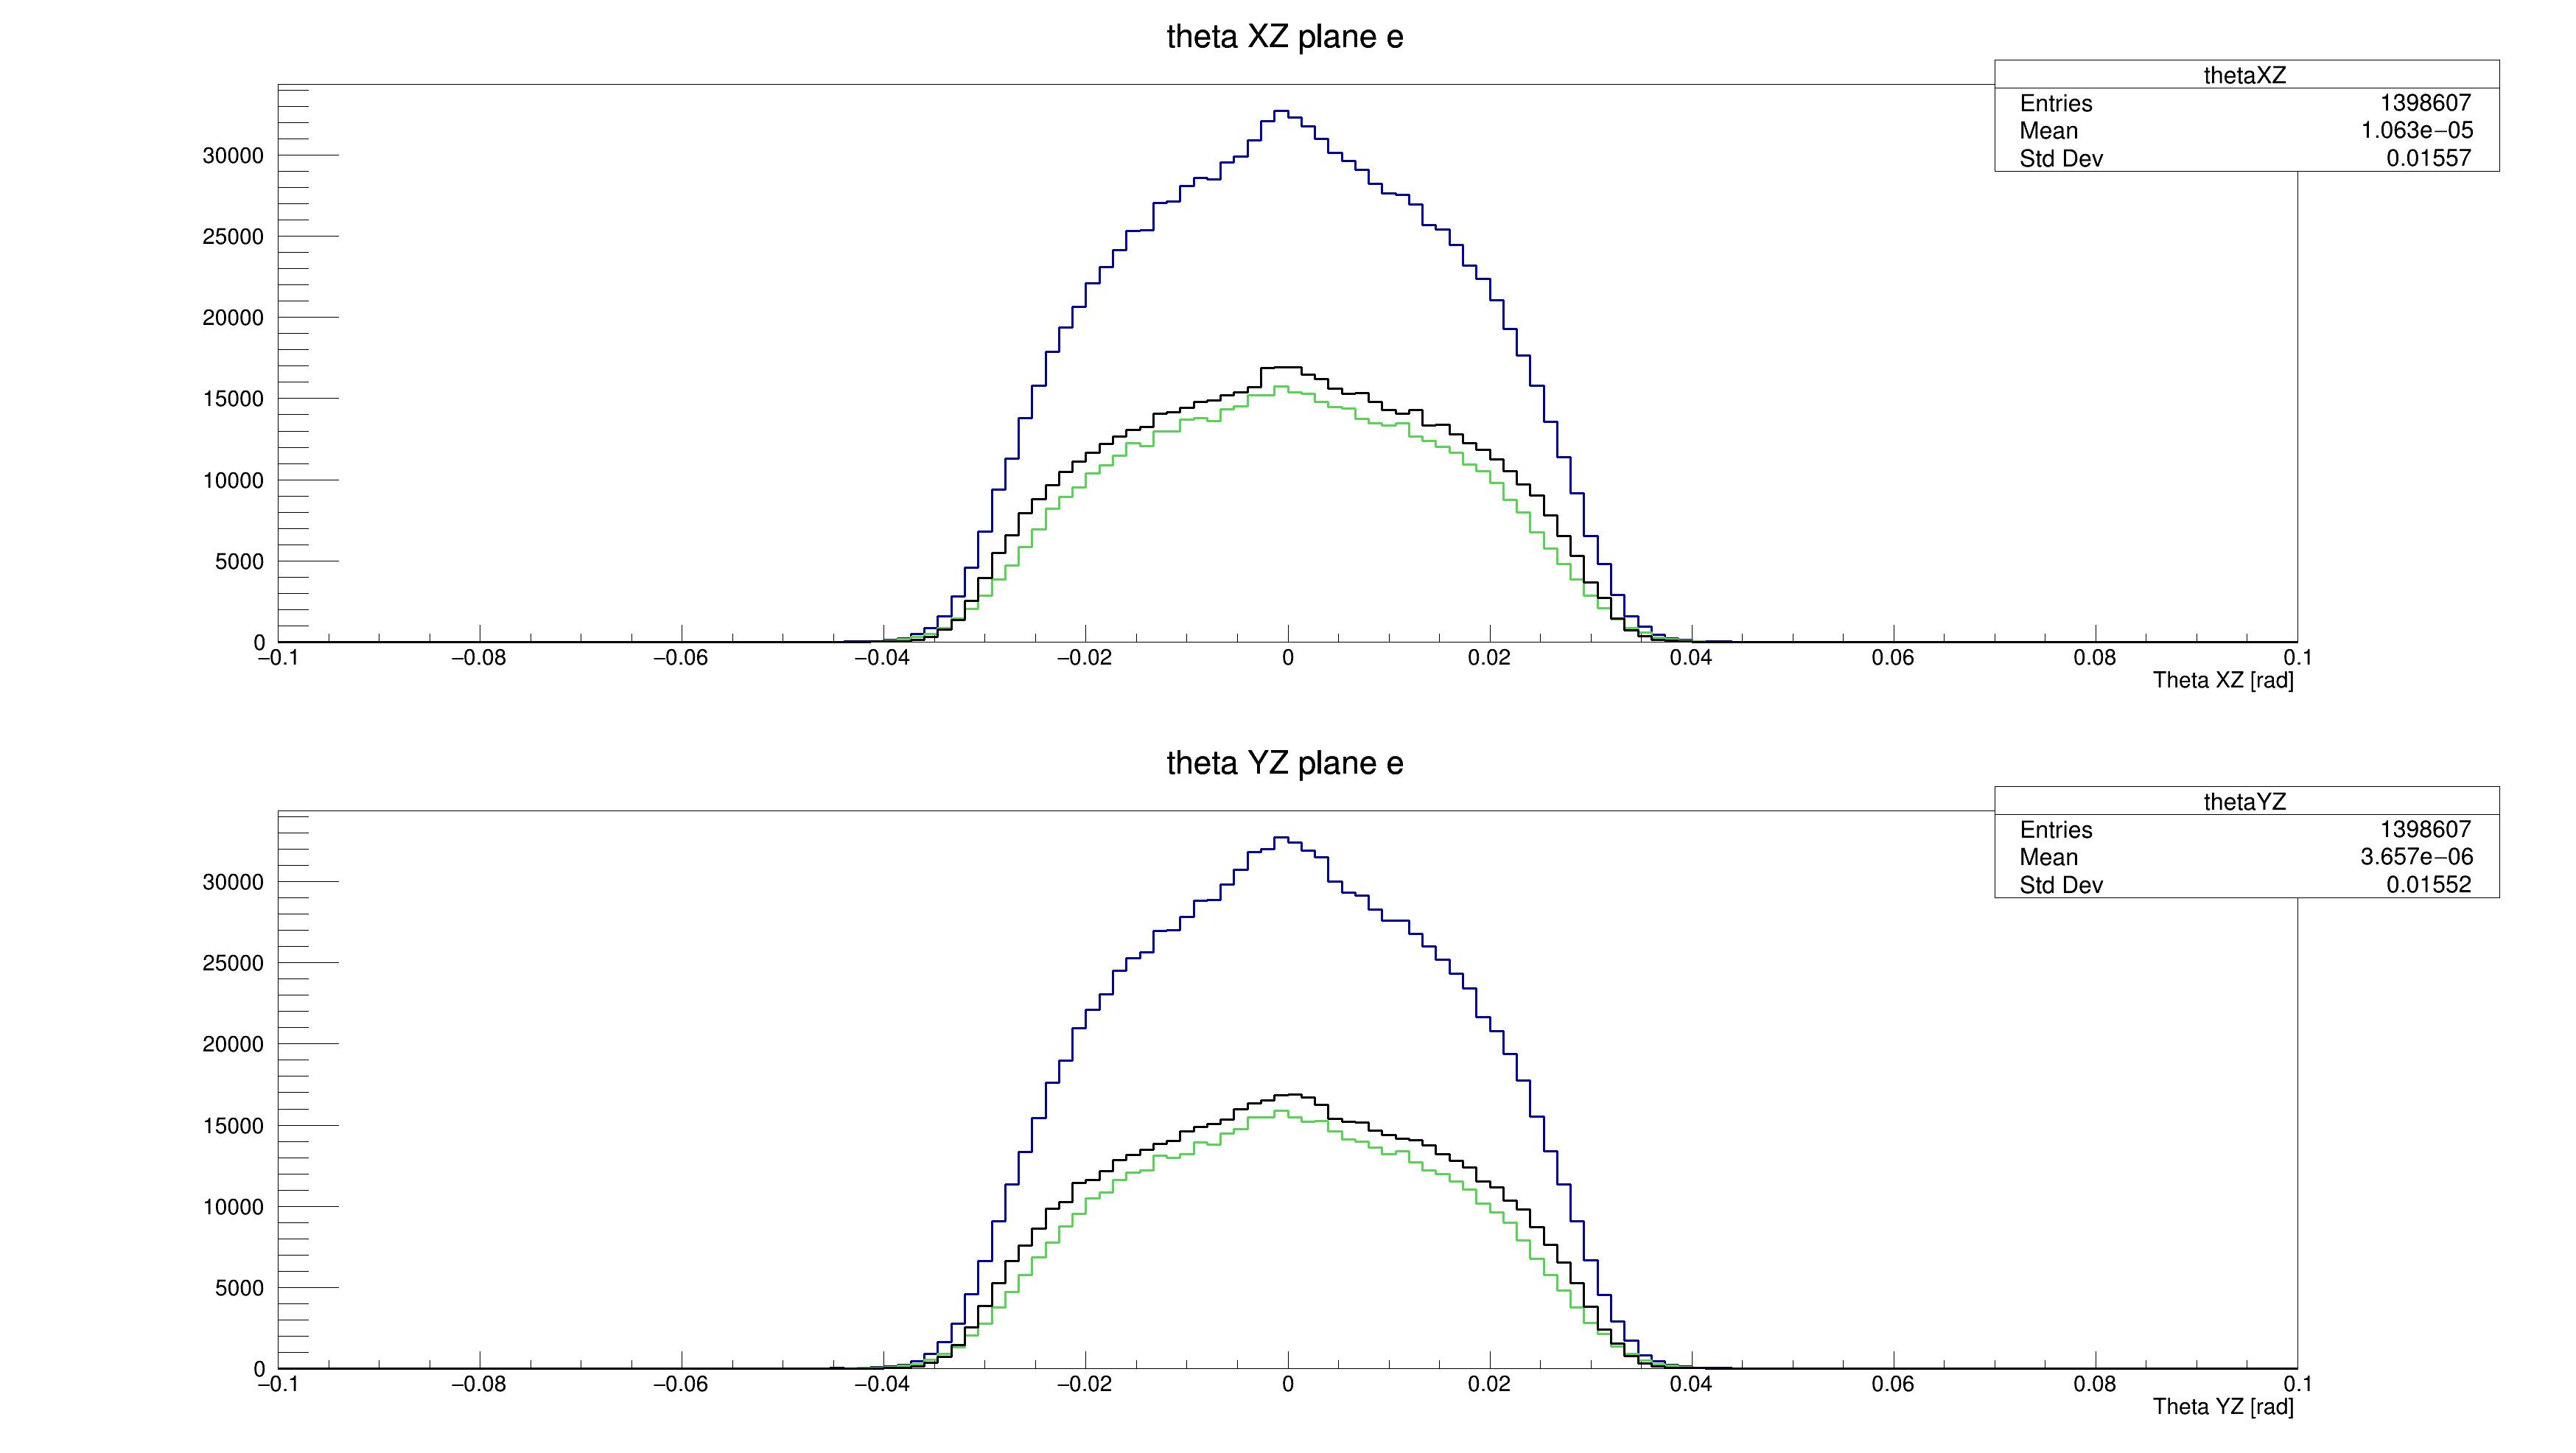 theta XZ plane e
thetaXZ
Entries 1398607
Mean 1.063e−05
Std Dev 0.01557
30000
25000
20000
15000
10000
5000
0
−0.1 −0.08 −0.06 −0.04 −0.02 0 0.02 0.04 0.06 0.08 0.1
Theta XZ [rad]
theta YZ plane e
thetaYZ
Entries 1398607
Mean 3.657e−06
Std Dev 0.01552
30000
25000
20000
15000
10000
5000
0
−0.1 −0.08 −0.06 −0.04 −0.02 0 0.02 0.04 0.06 0.08 0.1
Theta YZ [rad]